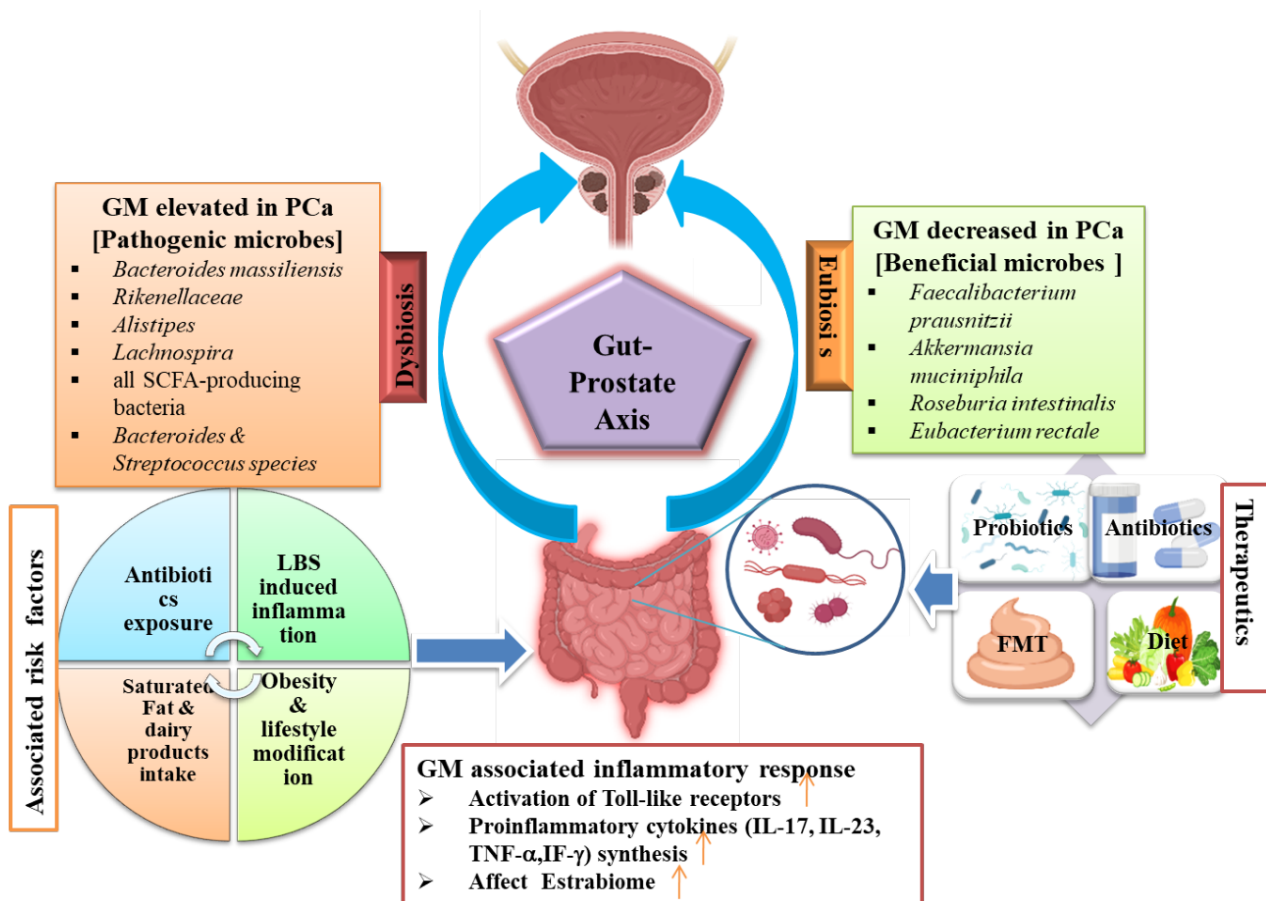 GM elevated in PCa
[Pathogenic microbes]
▪ Bacteroides massiliensis
▪ Rikenellaceae
▪ Alistipes
▪ Lachnospira
▪ all SCFA-producing
bacteria
▪ Bacteroides &
Streptococcus species
Dysbiosis
Gut-
Prostate
Axis
Eubiosi s
GM decreased in PCa
[Beneficial microbes ]
▪ Faecalibacterium
prausnitzii
▪ Akkermansia
muciniphila
▪ Roseburia intestinalis
▪ Eubacterium rectale
Associated risk factors
Antibioti
cs
exposure
LBS
induced
inflamma
tion
Saturated
Fat &
dairy
products
intake
Obesity
&
lifestyle
modificat
ion
Probiotics
Antibiotics
FMT
Diet
Therapeutics
GM associated inflammatory response
➢ Activation of Toll-like receptors
➢ Proinflammatory cytokines (IL-17, IL-23,
TNF-α,IF-γ) synthesis
➢ Affect Estrabiome